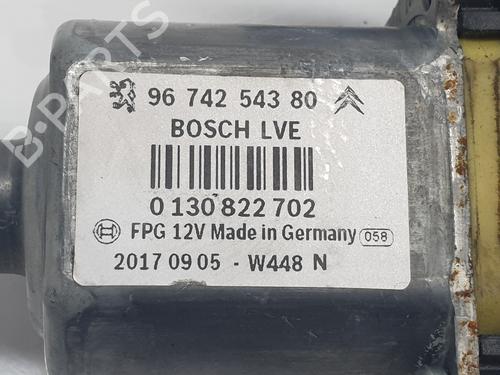 96 742 543 80
BOSCH LVE
0 130 822 702
FPG 12V Made in Germany 058
2017 09 05 - W448 N
B-PARTS